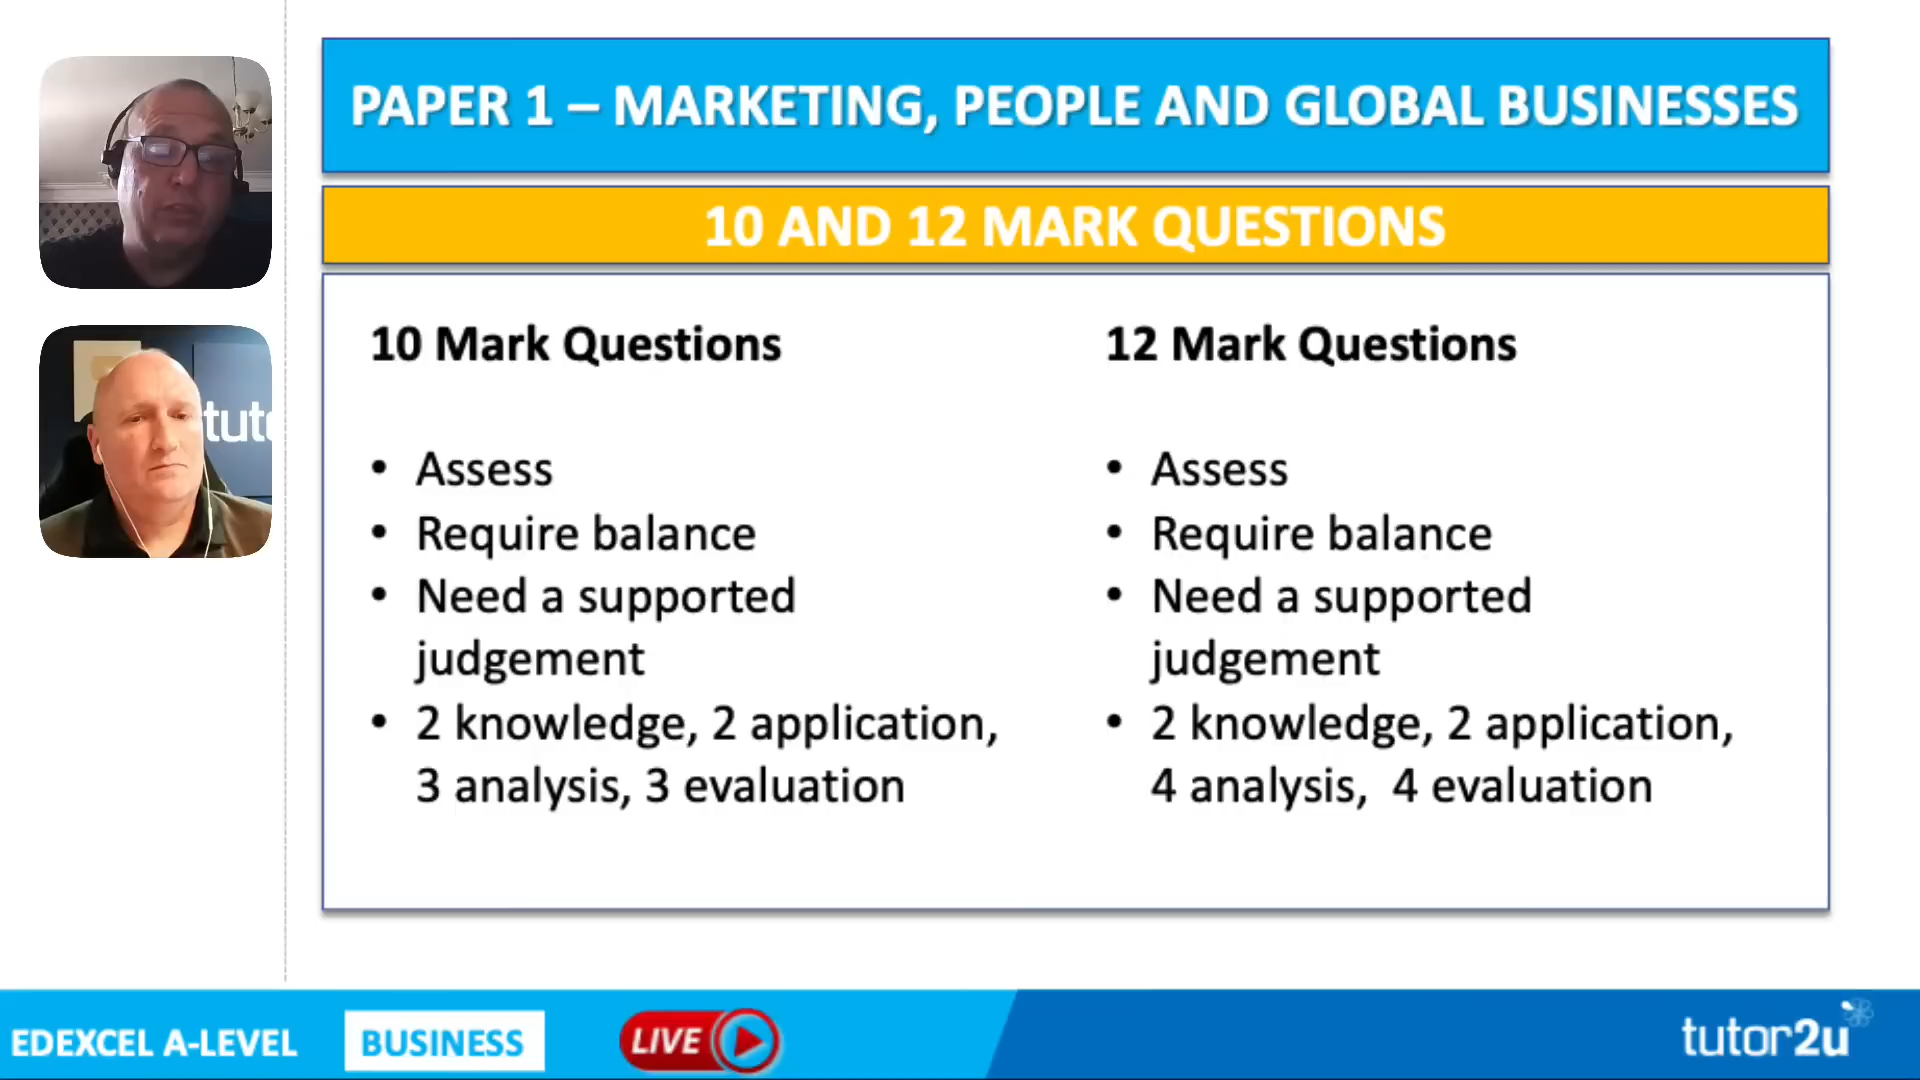 PAPER 1 – MARKETING, PEOPLE AND GLOBAL BUSINESSES
10 AND 12 MARK QUESTIONS
10 Mark Questions
• Assess
• Require balance
• Need a supported
judgement
• 2 knowledge, 2 application,
3 analysis, 3 evaluation
12 Mark Questions
• Assess
• Require balance
• Need a supported
judgement
• 2 knowledge, 2 application,
4 analysis, 4 evaluation
tut
EDEXCEL A-LEVEL
BUSINESS
LIVE
tutor2u